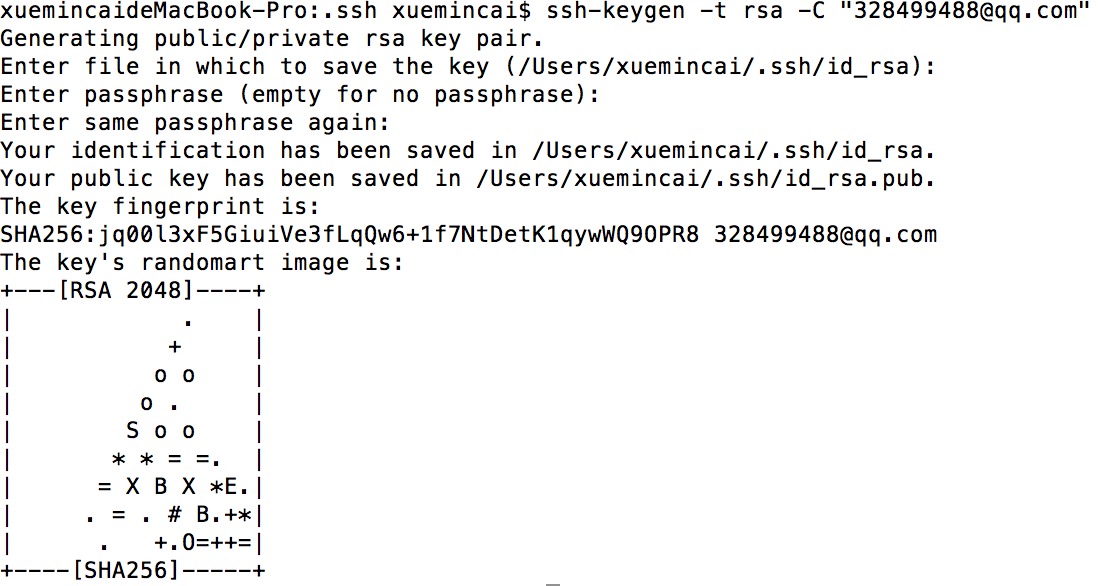 xuemincaideMacBook-Pro:.ssh xuemincai$ ssh-keygen -t rsa -C "328499488@qq.com"
Generating public/private rsa key pair.
Enter file in which to save the key (/Users/xuemincai/.ssh/id_rsa):
Enter passphrase (empty for no passphrase):
Enter same passphrase again:
Your identification has been saved in /Users/xuemincai/.ssh/id_rsa.
Your public key has been saved in /Users/xuemincai/.ssh/id_rsa.pub.
The key fingerprint is:
SHA256:jq00l3xF5GiuiVe3fLqQw6+1f7NtDetK1qywWQ9OPR8 328499488@qq.com
The key's randomart image is:
+---[RSA 2048]----+
|            .    |
|           +     |
|          o o    |
|         o .     |
|        S o o    |
|       * * = =.  |
|      = X B X *E.|
|     . = . # B.+*|
|      .   +.O=++=|
+----[SHA256]-----+